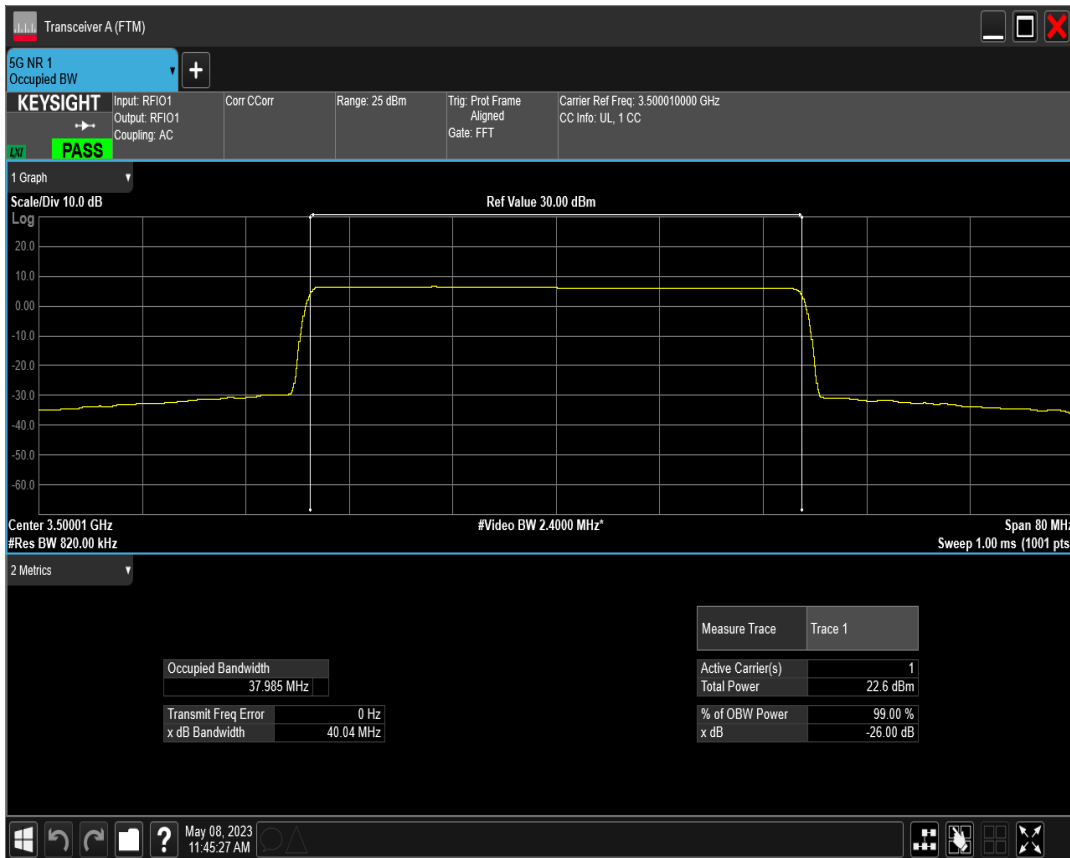 Transceiver A (FTM)
5G NR 1
Occupied BW
+
KEYSIGHT
LXI
PASS
Input: RFIO1
Output: RFIO1
Coupling: AC
Corr CCorr
Range: 25 dBm
Trig: Prot Frame
Aligned
Gate: FFT
Carrier Ref Freq: 3.500010000 GHz
CC Info: UL, 1 CC
1 Graph
Scale/Div 10.0 dB
Ref Value 30.00 dBm
Log
20.0
10.0
0.00
-10.0
-20.0
-30.0
-40.0
-50.0
-60.0
Center 3.50001 GHz
#Video BW 2.4000 MHz*
Span 80 MHz
#Res BW 820.00 kHz
Sweep 1.00 ms (1001 pts
2 Metrics
Measure Trace Trace 1
Occupied Bandwidth
37.985 MHz
Active Carrier(s) 1
Total Power 22.6 dBm
Transmit Freq Error 0 Hz
x dB Bandwidth 40.04 MHz
% of OBW Power 99.00 %
x dB -26.00 dB
?
May 08, 2023
11:45:27 AM